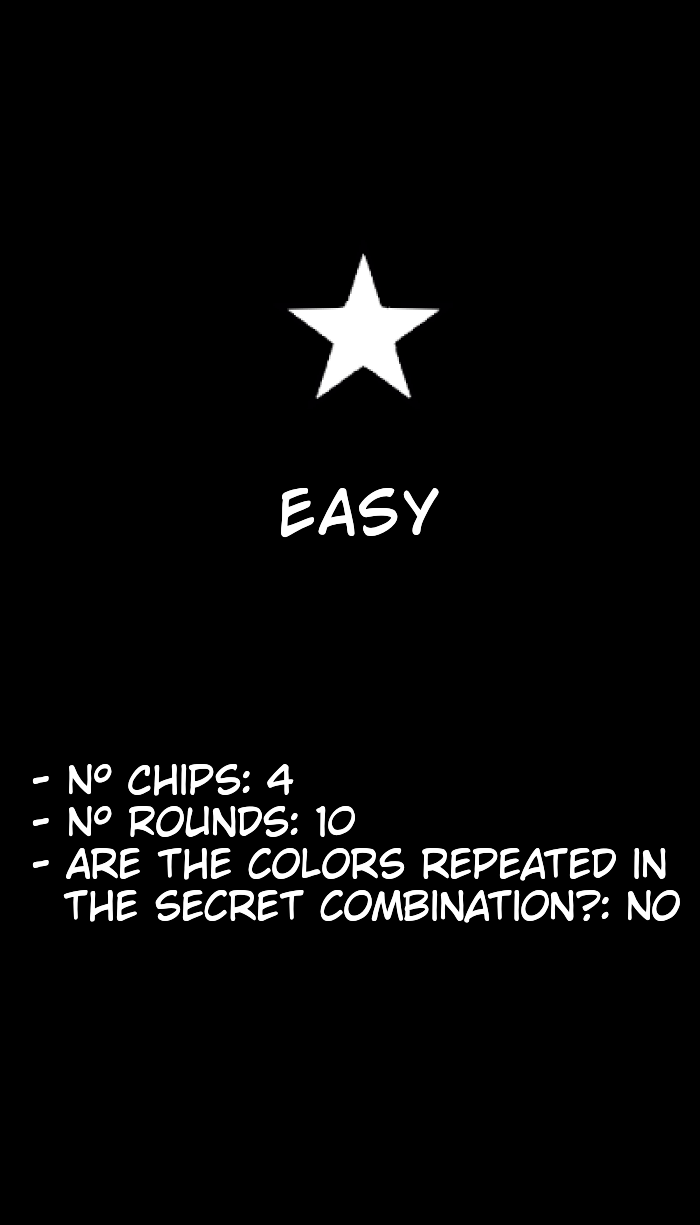 EASY
- Nº CHIPS: 4
- Nº ROUNDS: 10
- ARE THE COLORS REPEATED IN
THE SECRET COMBINATION?: NO